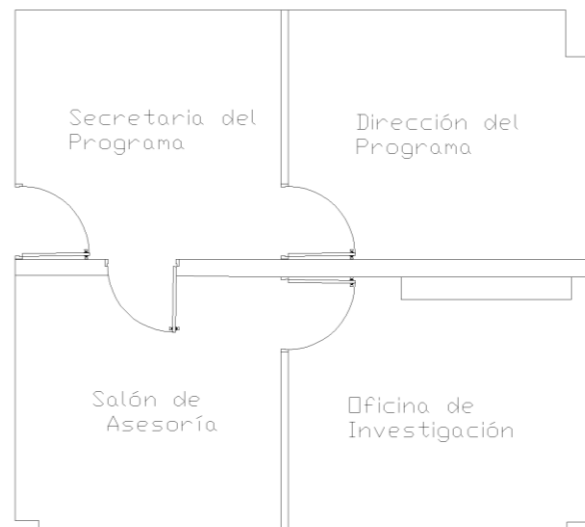 Secretaria del
Programa
Dirección del
Programa
Salón de
Asesoría
Oficina de
Investigación